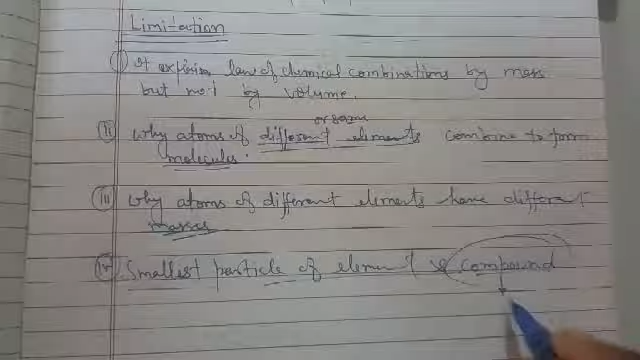 Limitation
(i) It explain law of chemical combinations by mass
but not by volume.
or same
(ii) Why atoms of different elements combine to form
molecules.
(iii) Why atoms of different elements have different
masses
(iv) Smallest particle of element & compound